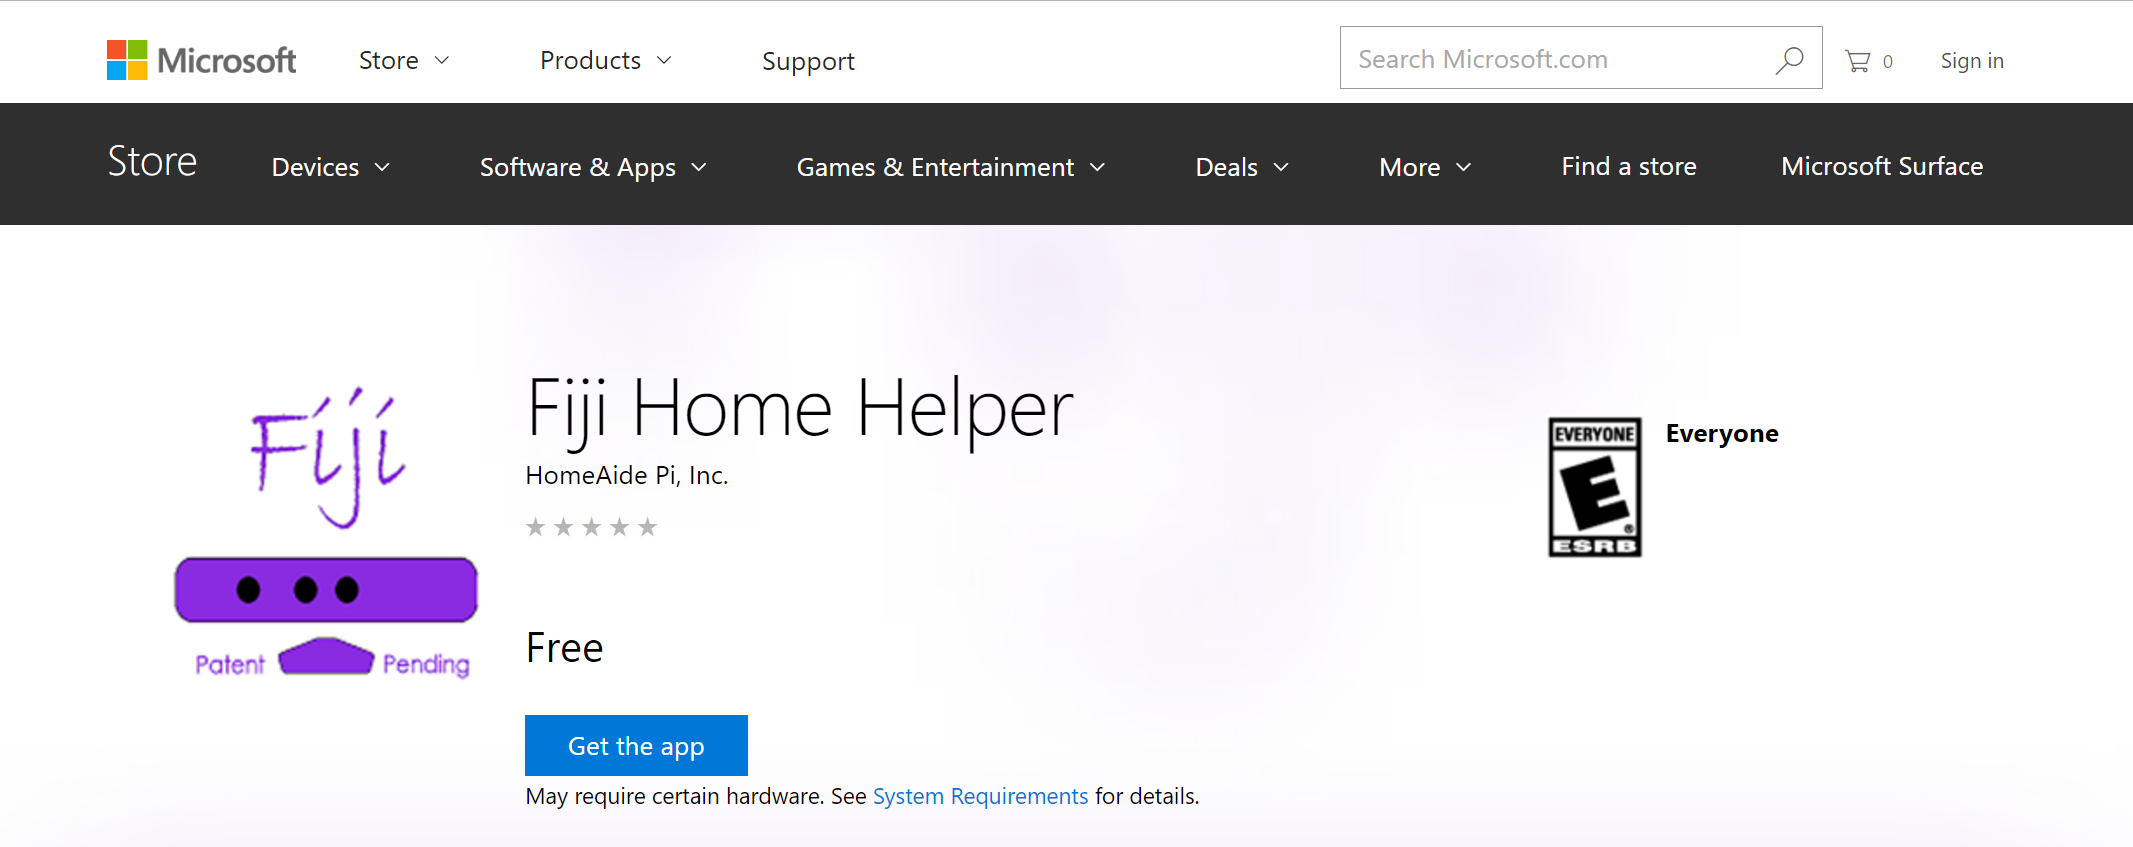 Microsoft Store Products Support Search Microsoft.com 0 Sign in
Store Devices Software & Apps Games & Entertainment Deals More Find a store Microsoft Surface
Fiji
Patent Pending
Fiji Home Helper
HomeAide Pi, Inc.
Free
Get the app
May require certain hardware. See System Requirements for details.
EVERYONE
E
®
ESRB
Everyone